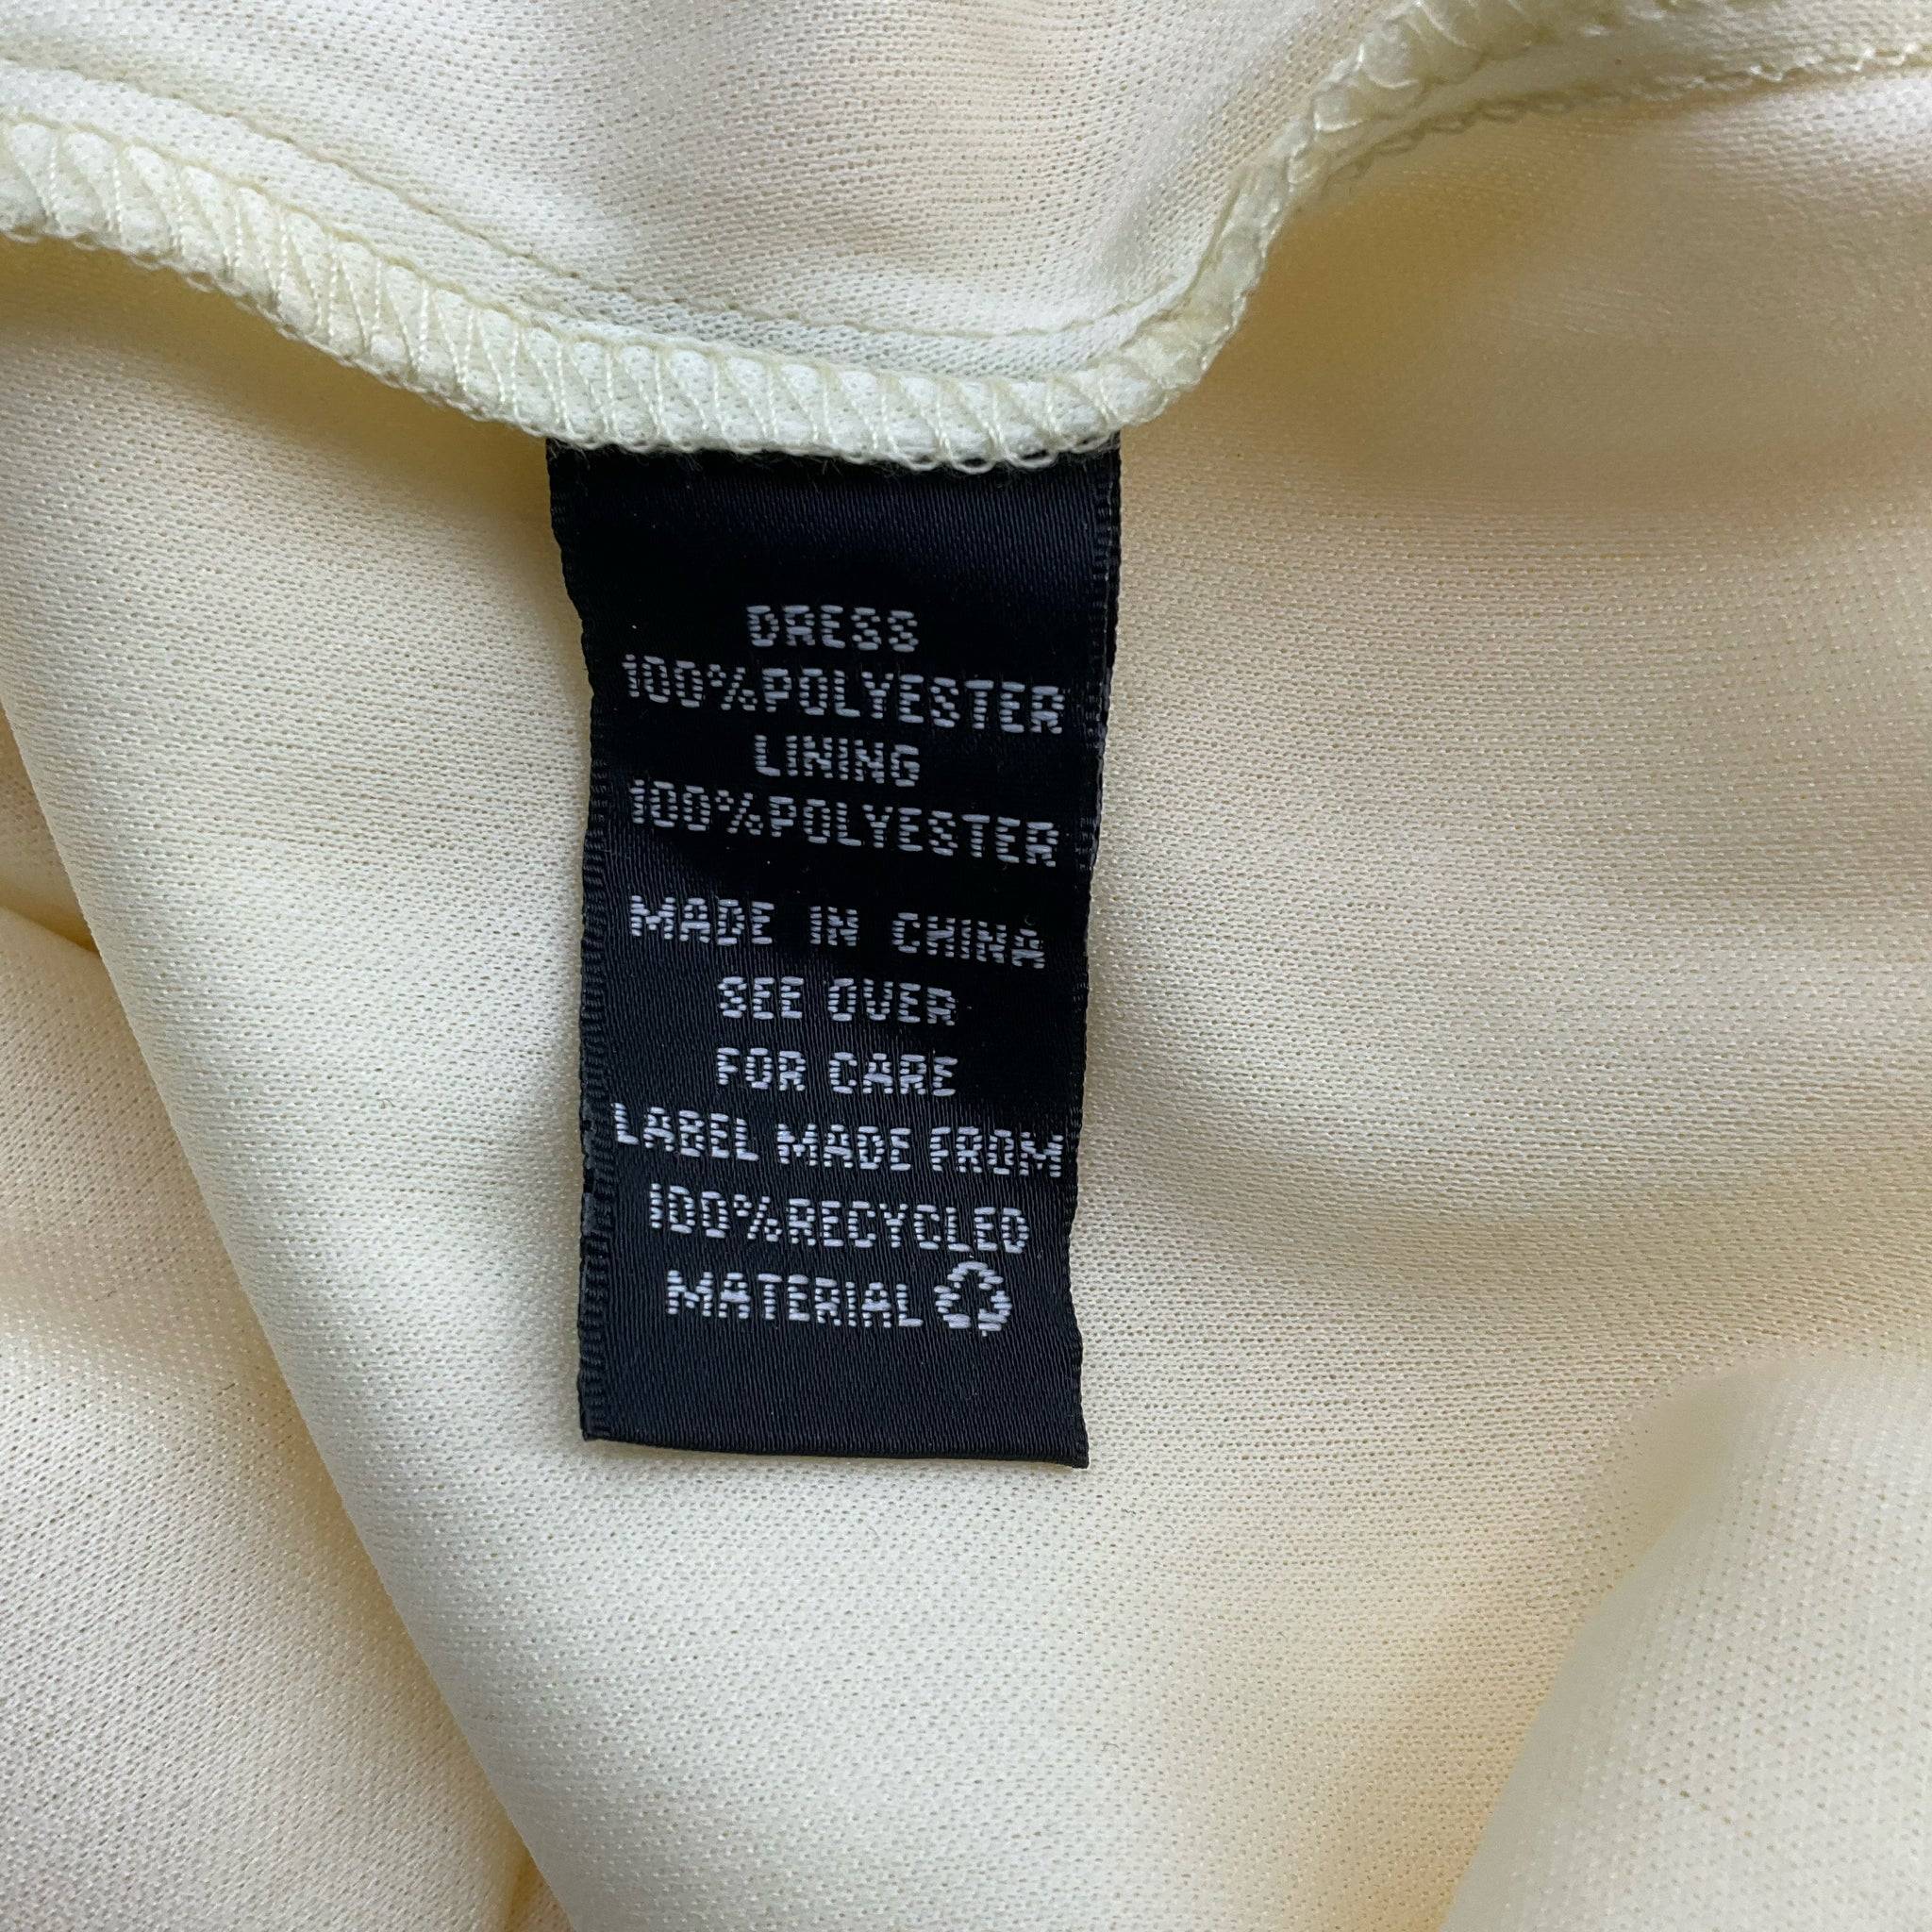 DRESS
100%POLYESTER
LINING
100%POLYESTER
MADE IN CHINA
SEE OVER
FOR CARE
LABEL MADE FROM
100%RECYCLED
MATERIAL